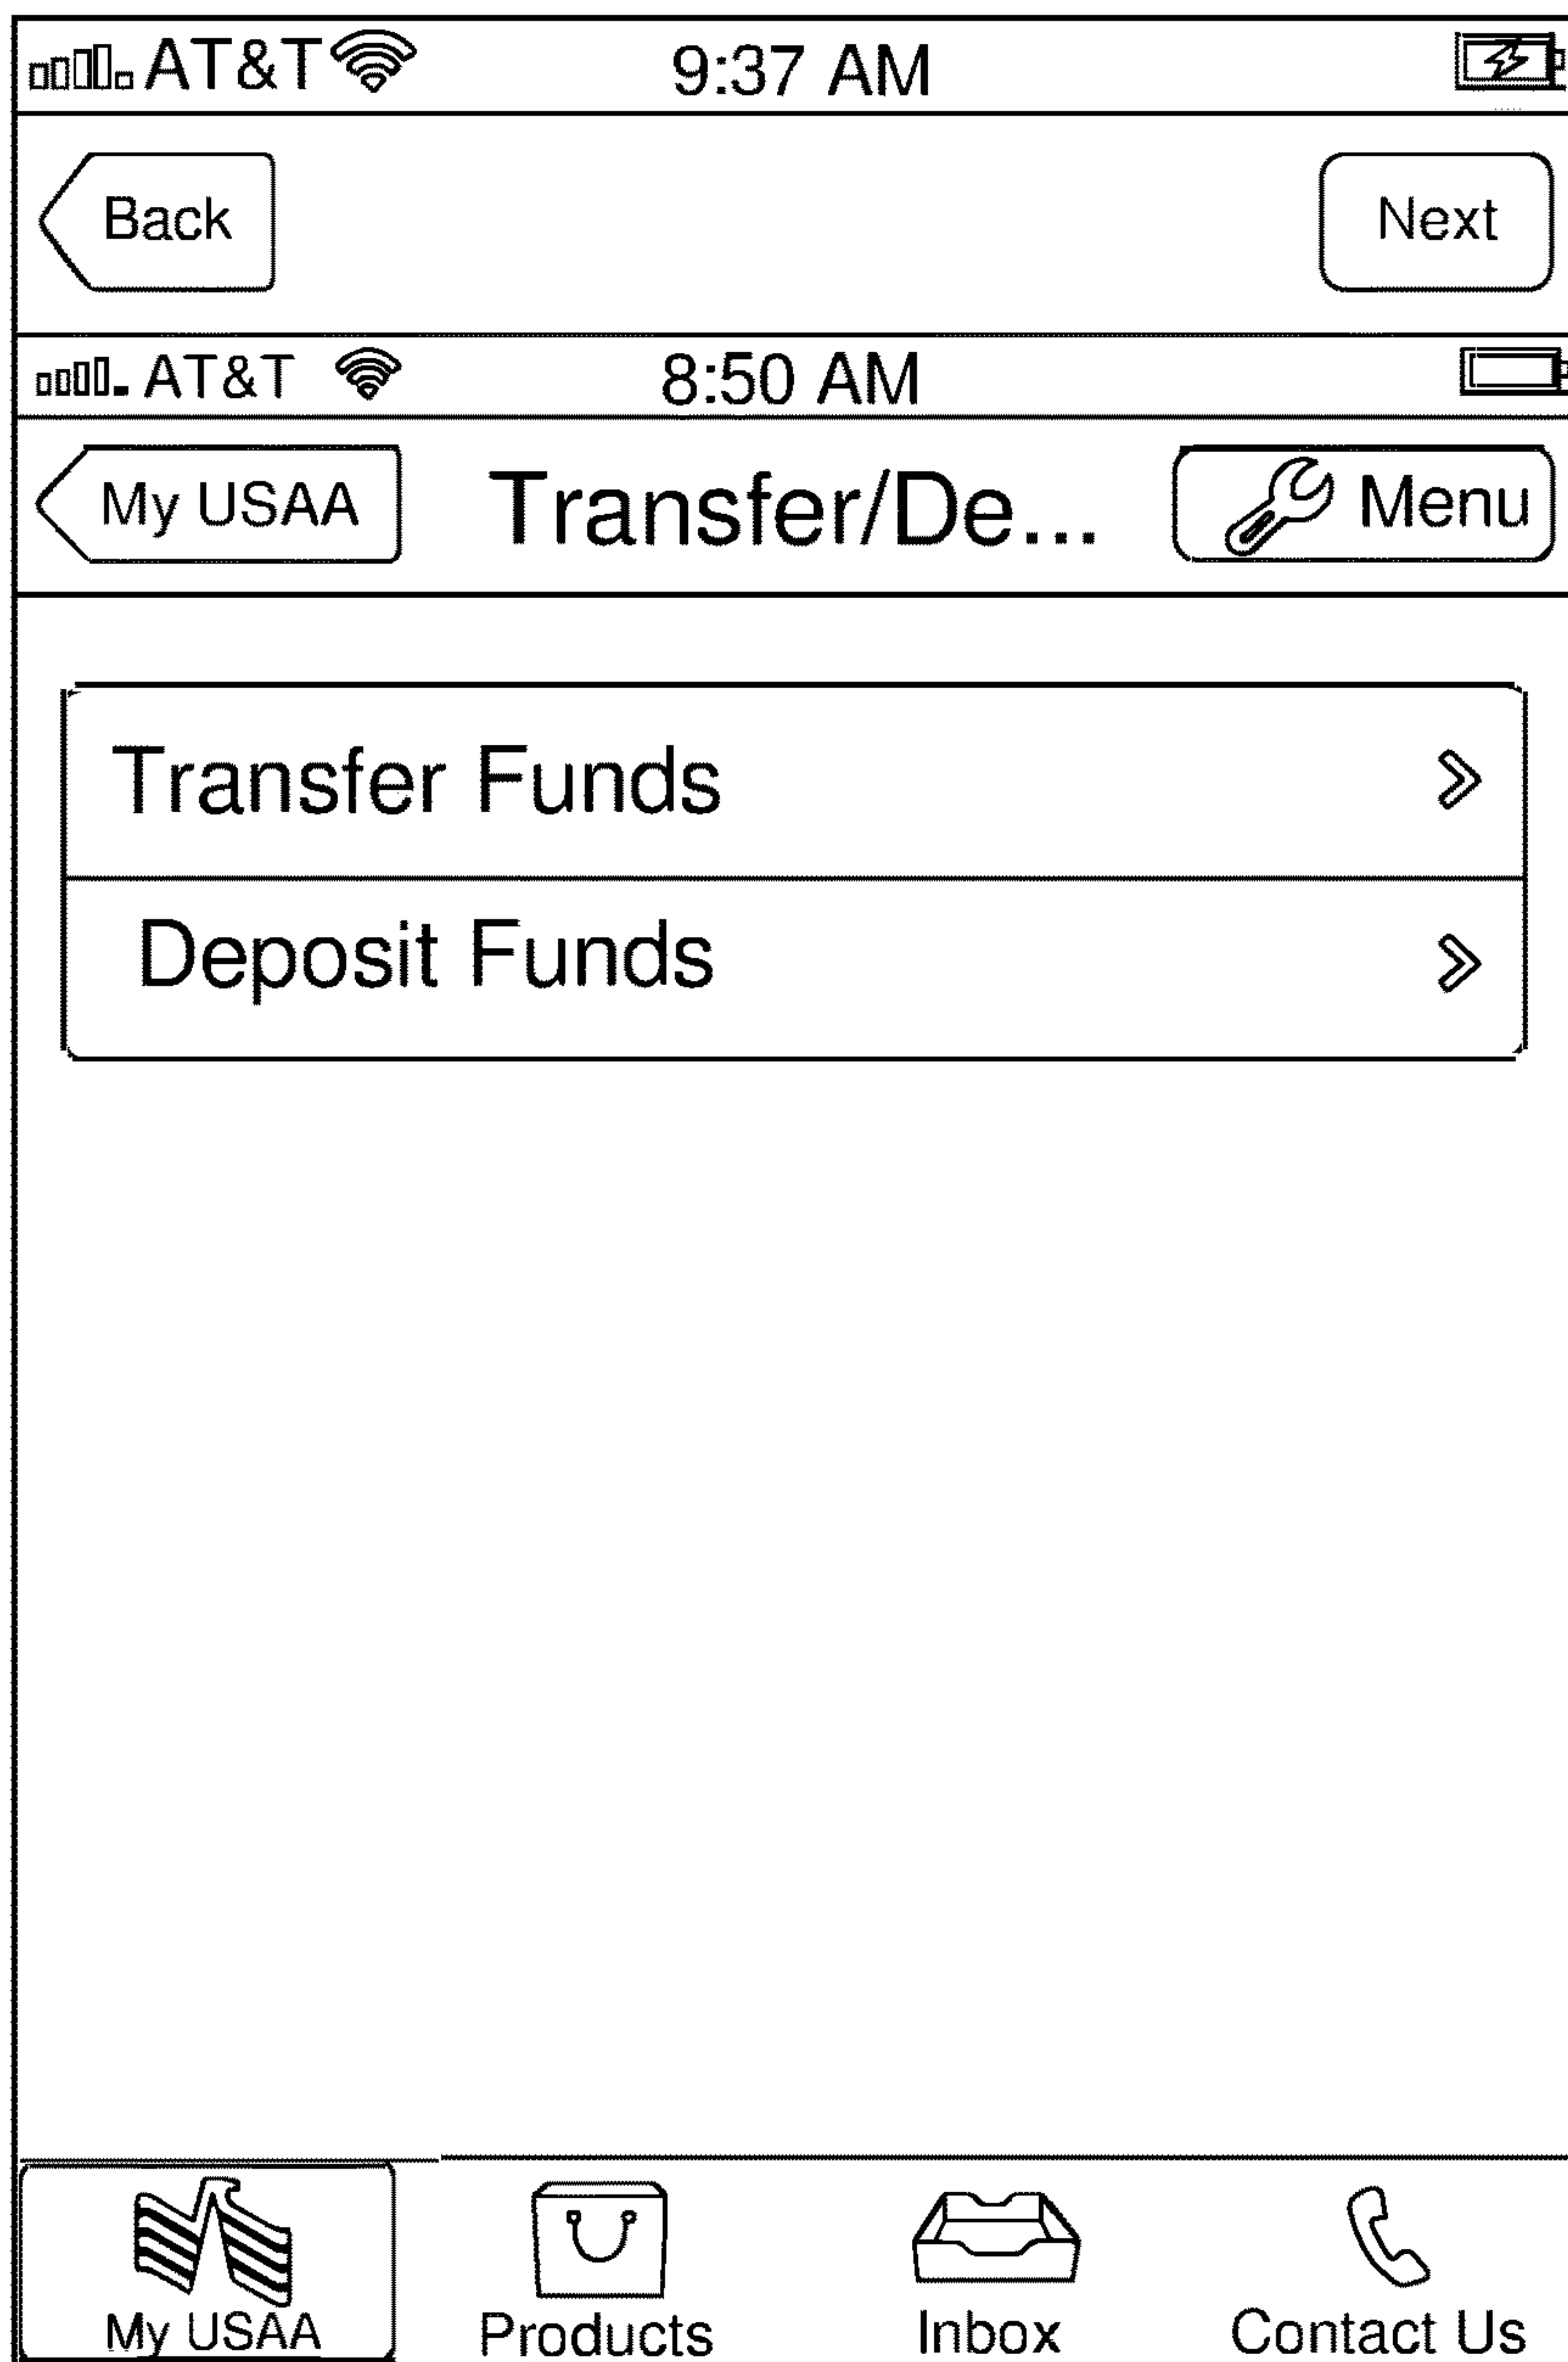 AT&T 9:37 AM
Back Next
AT&T 8:50 AM
My USAA Transfer/De... Menu
Transfer Funds
Deposit Funds
My USAA Products Inbox Contact Us